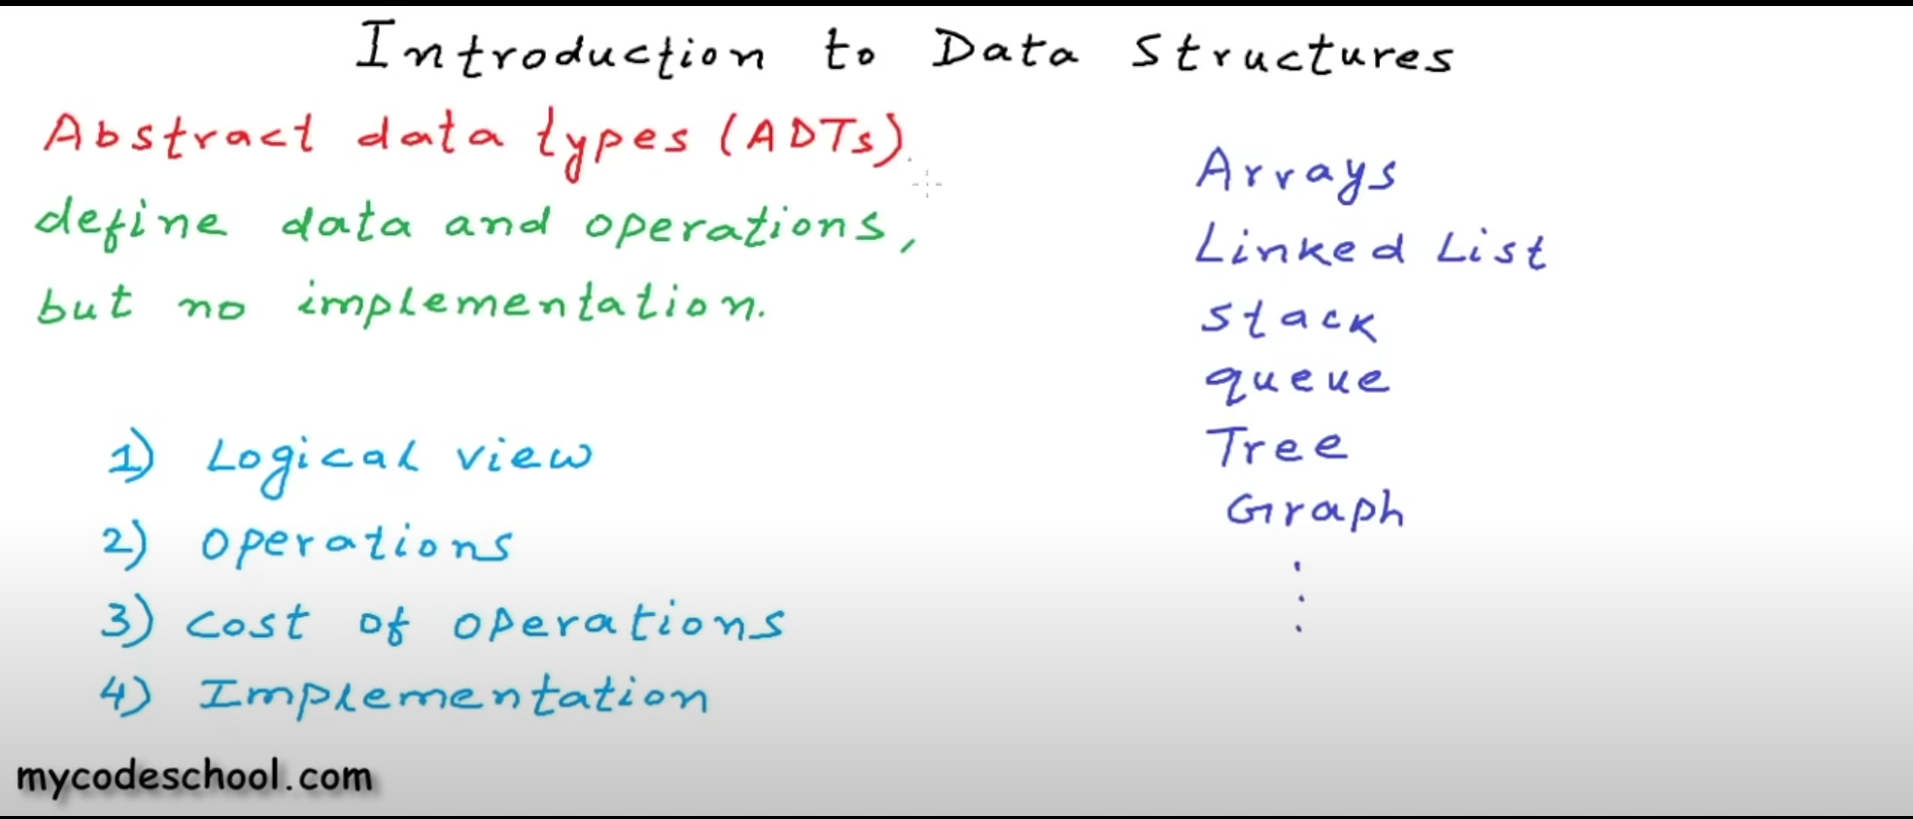 Introduction to Data Structures
Abstract data types (ADTs)
define data and operations,
but no implementation.
1) Logical view
2) operations
3) cost of operations
4) Implementation
Arrays
Linked List
stack
queue
Tree
Graph
mycodeschool.com